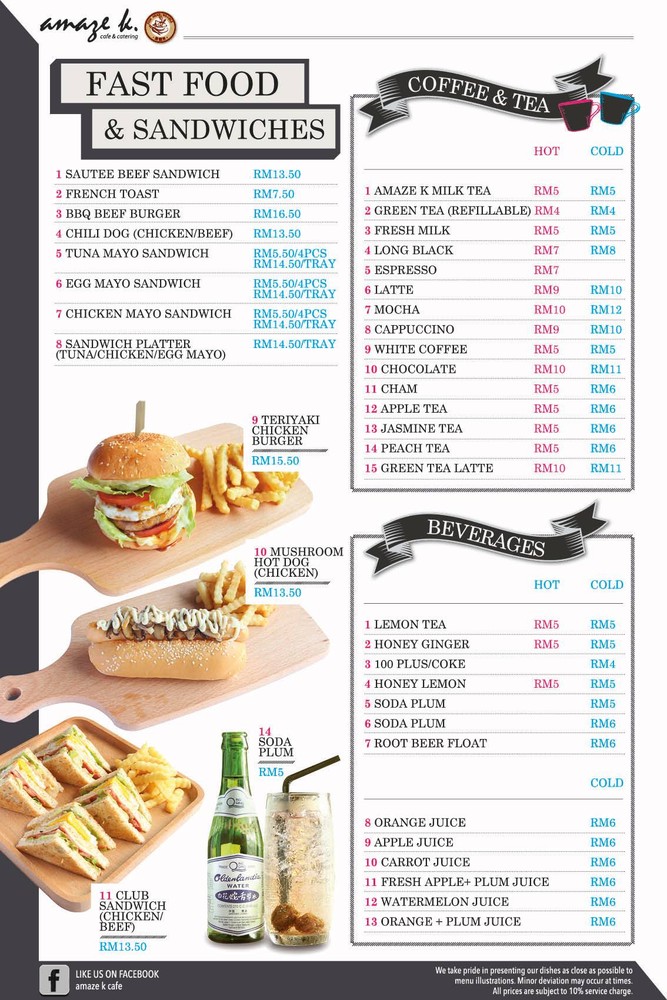 amaze k.
cafe & catering
FAST FOOD
& SANDWICHES
1 SAUTEE BEEF SANDWICH RM13.50
2 FRENCH TOAST RM7.50
3 BBQ BEEF BURGER RM16.50
4 CHILI DOG (CHICKEN/BEEF) RM13.50
5 TUNA MAYO SANDWICH RM5.50/4PCS
RM14.50/TRAY
6 EGG MAYO SANDWICH RM5.50/4PCS
RM14.50/TRAY
7 CHICKEN MAYO SANDWICH RM5.50/4PCS
RM14.50/TRAY
8 SANDWICH PLATTER RM14.50/TRAY
(TUNA/CHICKEN/EGG MAYO)
9 TERIYAKI
CHICKEN
BURGER
RM15.50
10 MUSHROOM
HOT DOG
(CHICKEN)
RM13.50
14
SODA
PLUM
RM5
Oldenlandia
WATER
11 CLUB
SANDWICH
(CHICKEN/
BEEF)
RM13.50
COFFEE & TEA
HOT COLD
1 AMAZE K MILK TEA RM5 RM5
2 GREEN TEA (REFILLABLE) RM4 RM4
3 FRESH MILK RM5 RM5
4 LONG BLACK RM7 RM8
5 ESPRESSO RM7
6 LATTE RM9 RM10
7 MOCHA RM10 RM12
8 CAPPUCCINO RM9 RM10
9 WHITE COFFEE RM5 RM5
10 CHOCOLATE RM10 RM11
11 CHAM RM5 RM6
12 APPLE TEA RM5 RM6
13 JASMINE TEA RM5 RM6
14 PEACH TEA RM5 RM6
15 GREEN TEA LATTE RM10 RM11
BEVERAGES
HOT COLD
1 LEMON TEA RM5 RM5
2 HONEY GINGER RM5 RM5
3 100 PLUS/COKE RM4
4 HONEY LEMON RM5 RM5
5 SODA PLUM RM5
6 SODA PLUM RM6
7 ROOT BEER FLOAT RM6
COLD
8 ORANGE JUICE RM6
9 APPLE JUICE RM6
10 CARROT JUICE RM6
11 FRESH APPLE+ PLUM JUICE RM6
12 WATERMELON JUICE RM6
13 ORANGE + PLUM JUICE RM6
f
LIKE US ON FACEBOOK
amaze k cafe
We take pride in presenting our dishes as close as possible to
menu illustrations. Minor deviation may occur at times.
All prices are subject to 10% service charge.